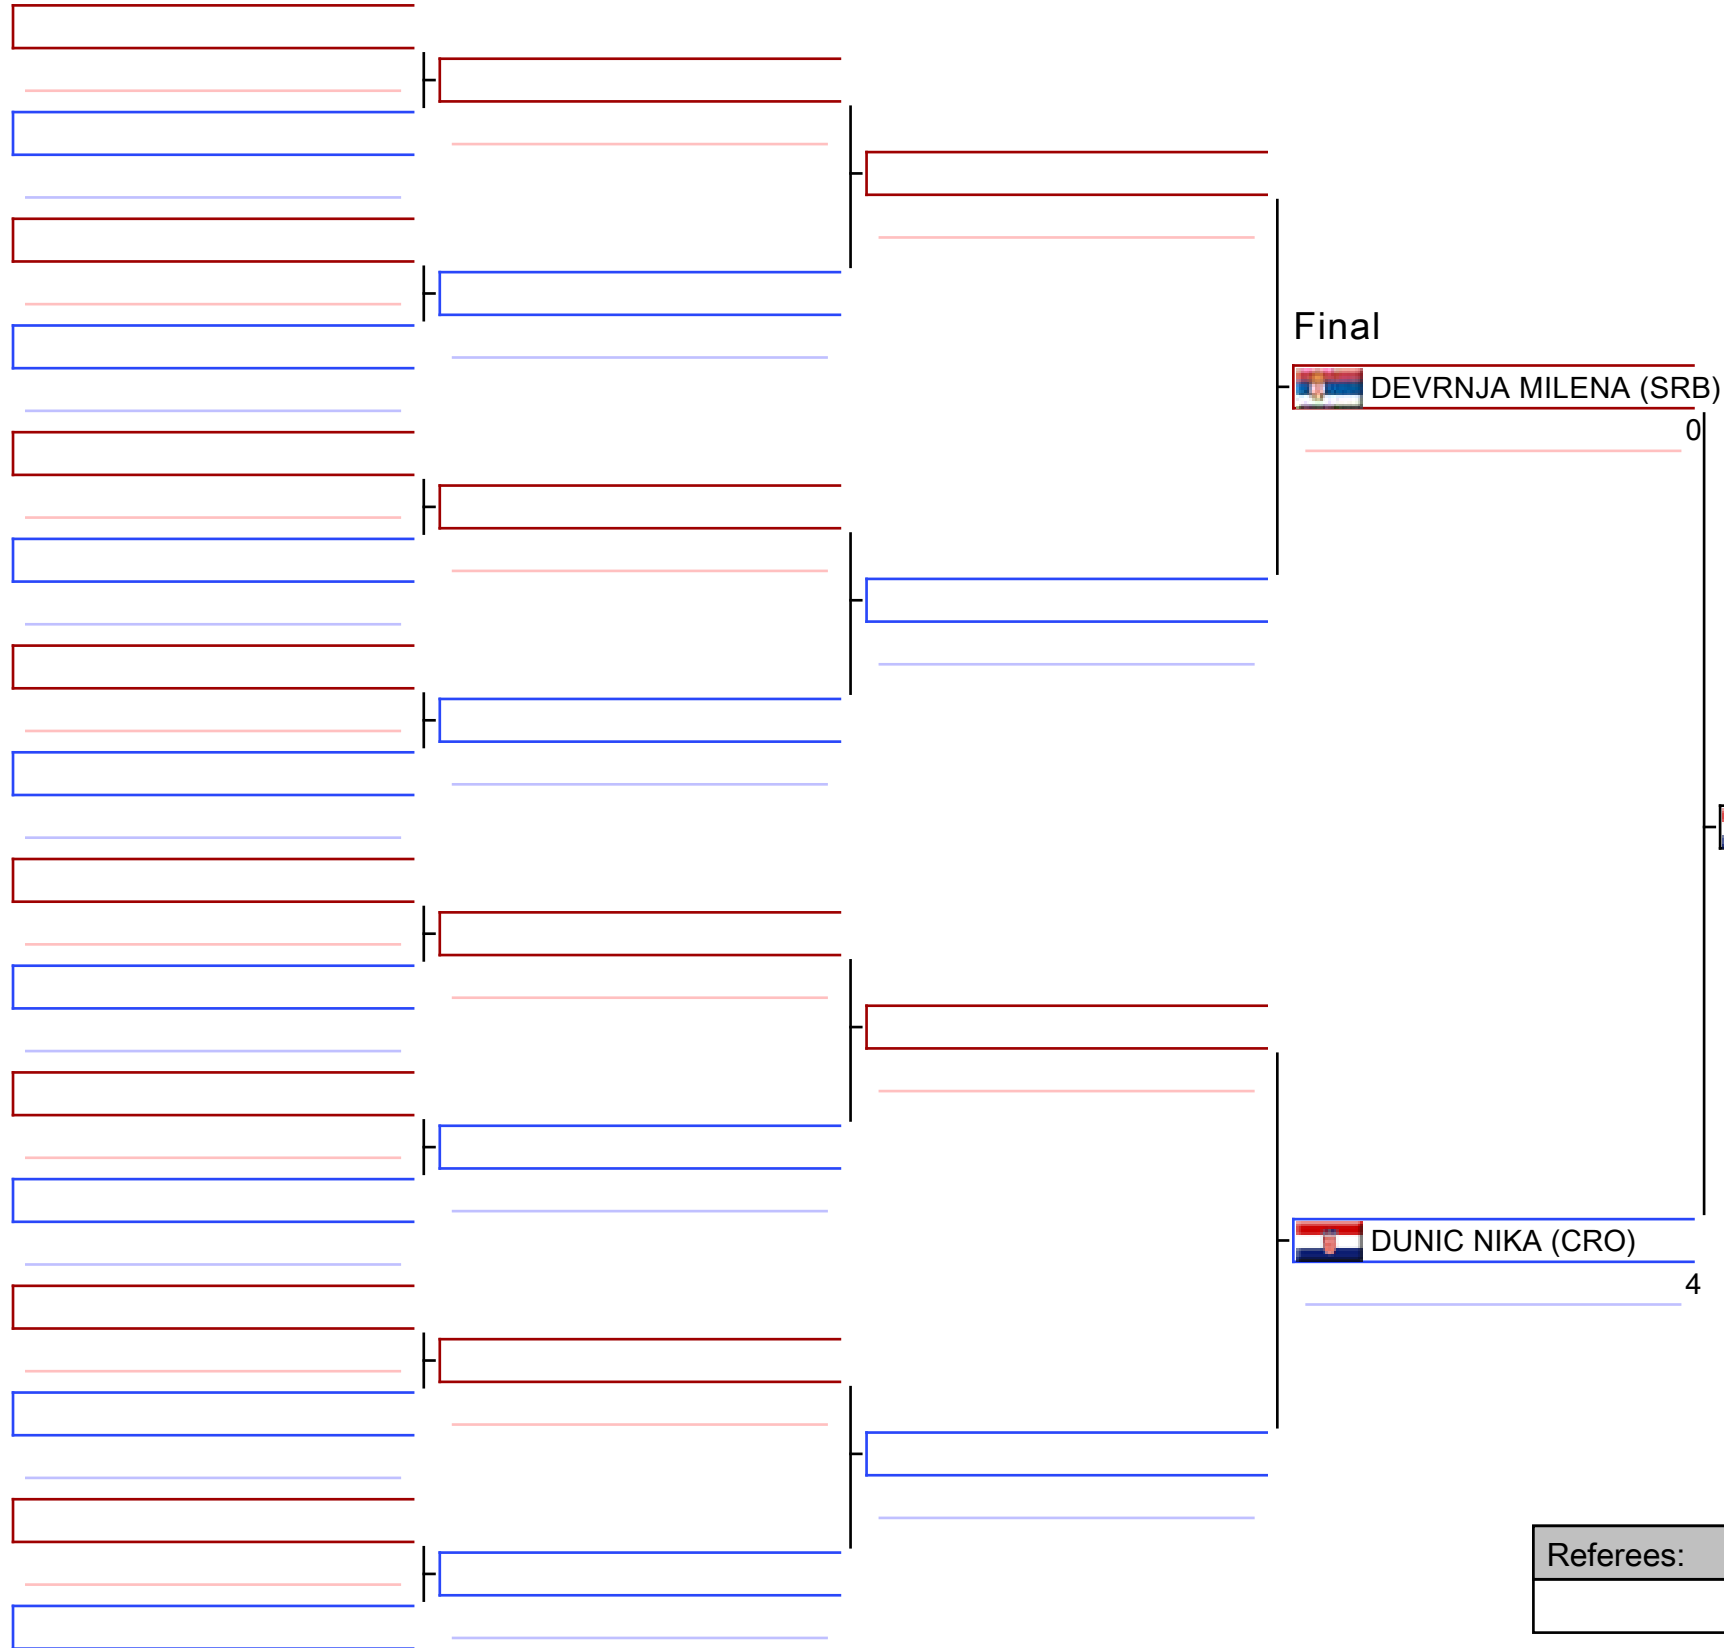 Final
DEVRNJA MILENA (SRB)
0
DUNIC NIKA (CRO)
4
Referees: